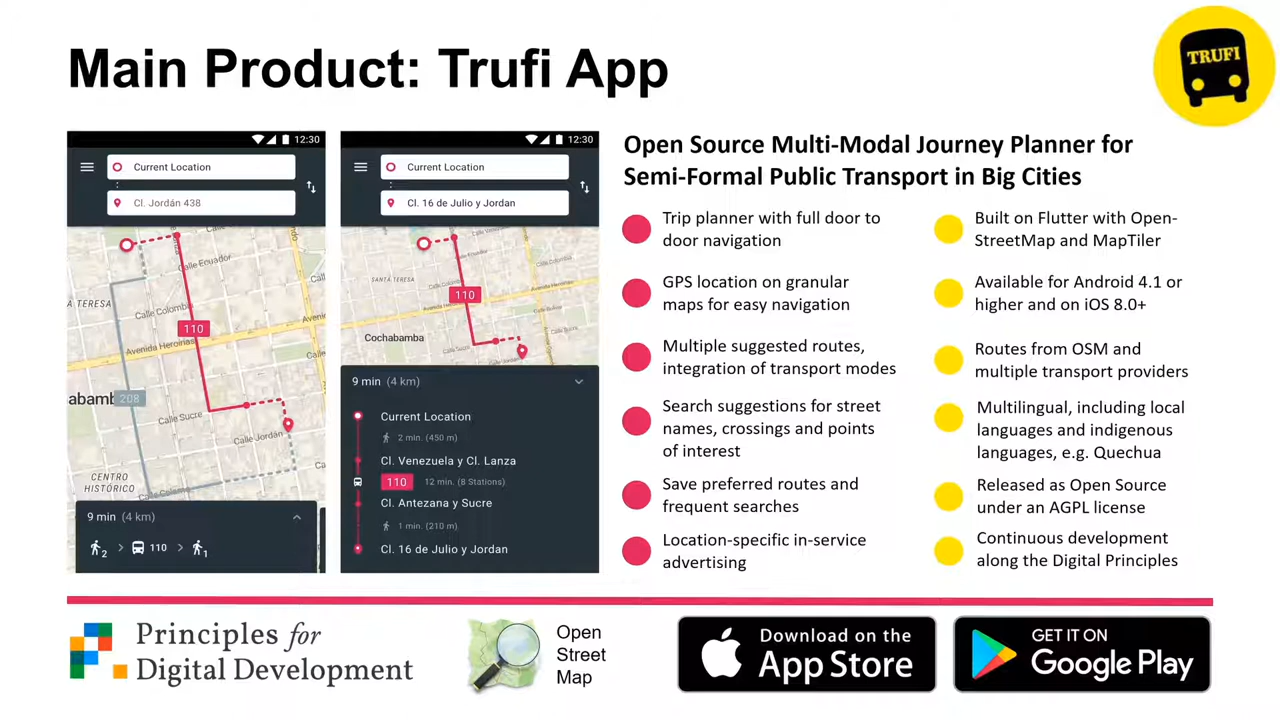 Main Product: Trufi App
TRUFI
12:30
Current Location
Cl. Jordán 438
Calle Ecuador
A TERESA
Calle Colombia
110
Avenida Heroínas
abamb
208
Calle Sucre
Calle Jordán
CENTRO
HISTÓRICO
9 min (4 km)
2
110
1
12:30
Current Location
Cl. 16 de Julio y Jordan
SANTA TERESA
110
Cochabamba
9 min (4 km)
Current Location
2 min. (450 m)
Cl. Venezuela y Cl. Lanza
110 12 min. (8 Stations)
Cl. Antezana y Sucre
1 min. (210 m)
Cl. 16 de Julio y Jordan
Open Source Multi-Modal Journey Planner for
Semi-Formal Public Transport in Big Cities
Trip planner with full door to
door navigation
GPS location on granular
maps for easy navigation
Multiple suggested routes,
integration of transport modes
Search suggestions for street
names, crossings and points
of interest
Save preferred routes and
frequent searches
Location-specific in-service
advertising
Built on Flutter with Open-
StreetMap and MapTiler
Available for Android 4.1 or
higher and on iOS 8.0+
Routes from OSM and
multiple transport providers
Multilingual, including local
languages and indigenous
languages, e.g. Quechua
Released as Open Source
under an AGPL license
Continuous development
along the Digital Principles
Principles for
Digital Development
Open
Street
Map
Download on the
App Store
GET IT ON
Google Play